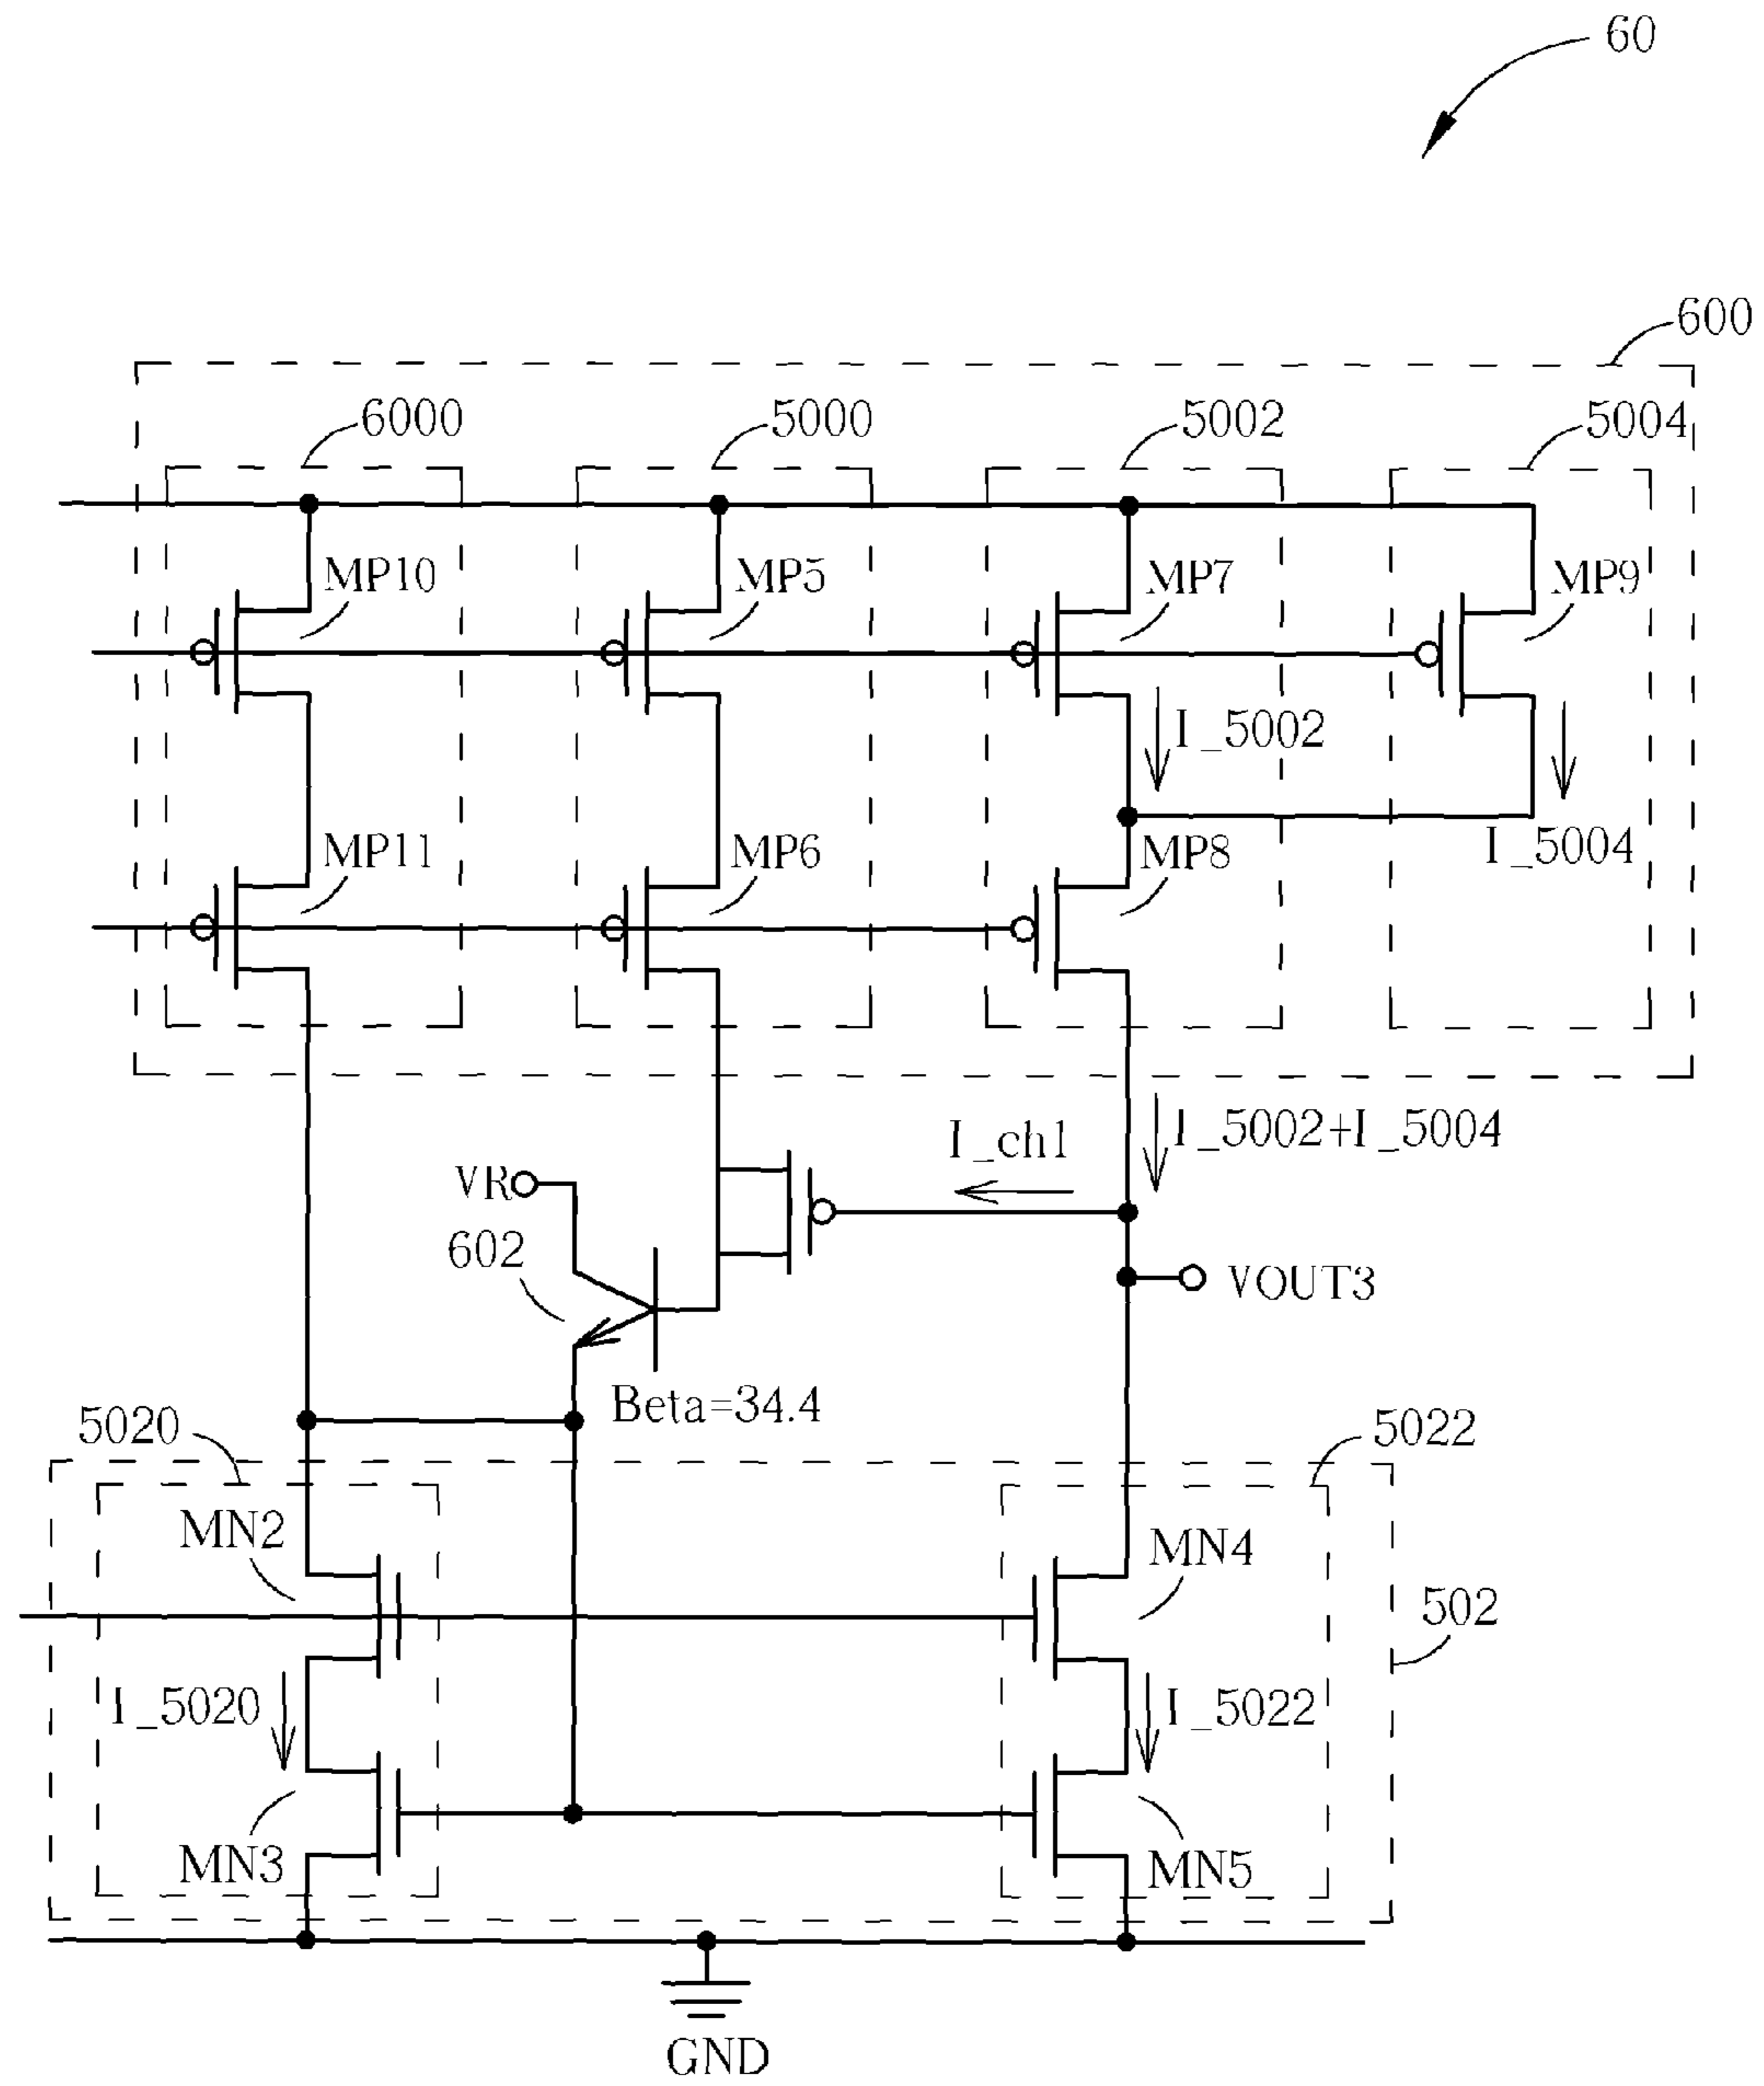 60
600
6000
5000
5002
5004
MP10
MP5
MP7
MP9
I_5002
MP11
MP6
MP8
I_5004
I_ch1
I_5002+I_5004
VR
602
VOUT3
Beta=34.4
5020
5022
MN2
MN4
502
I_5020
I_5022
MN3
MN5
GND